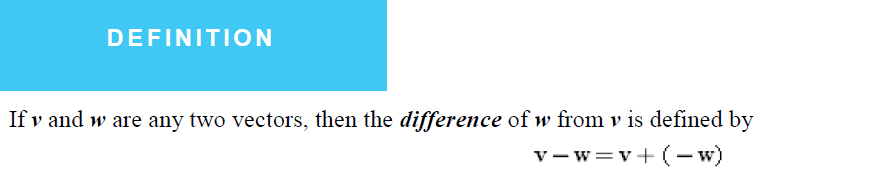 DEFINITION
If v and w are any two vectors, then the difference of w from v is defined by
v − w = v + ( − w)